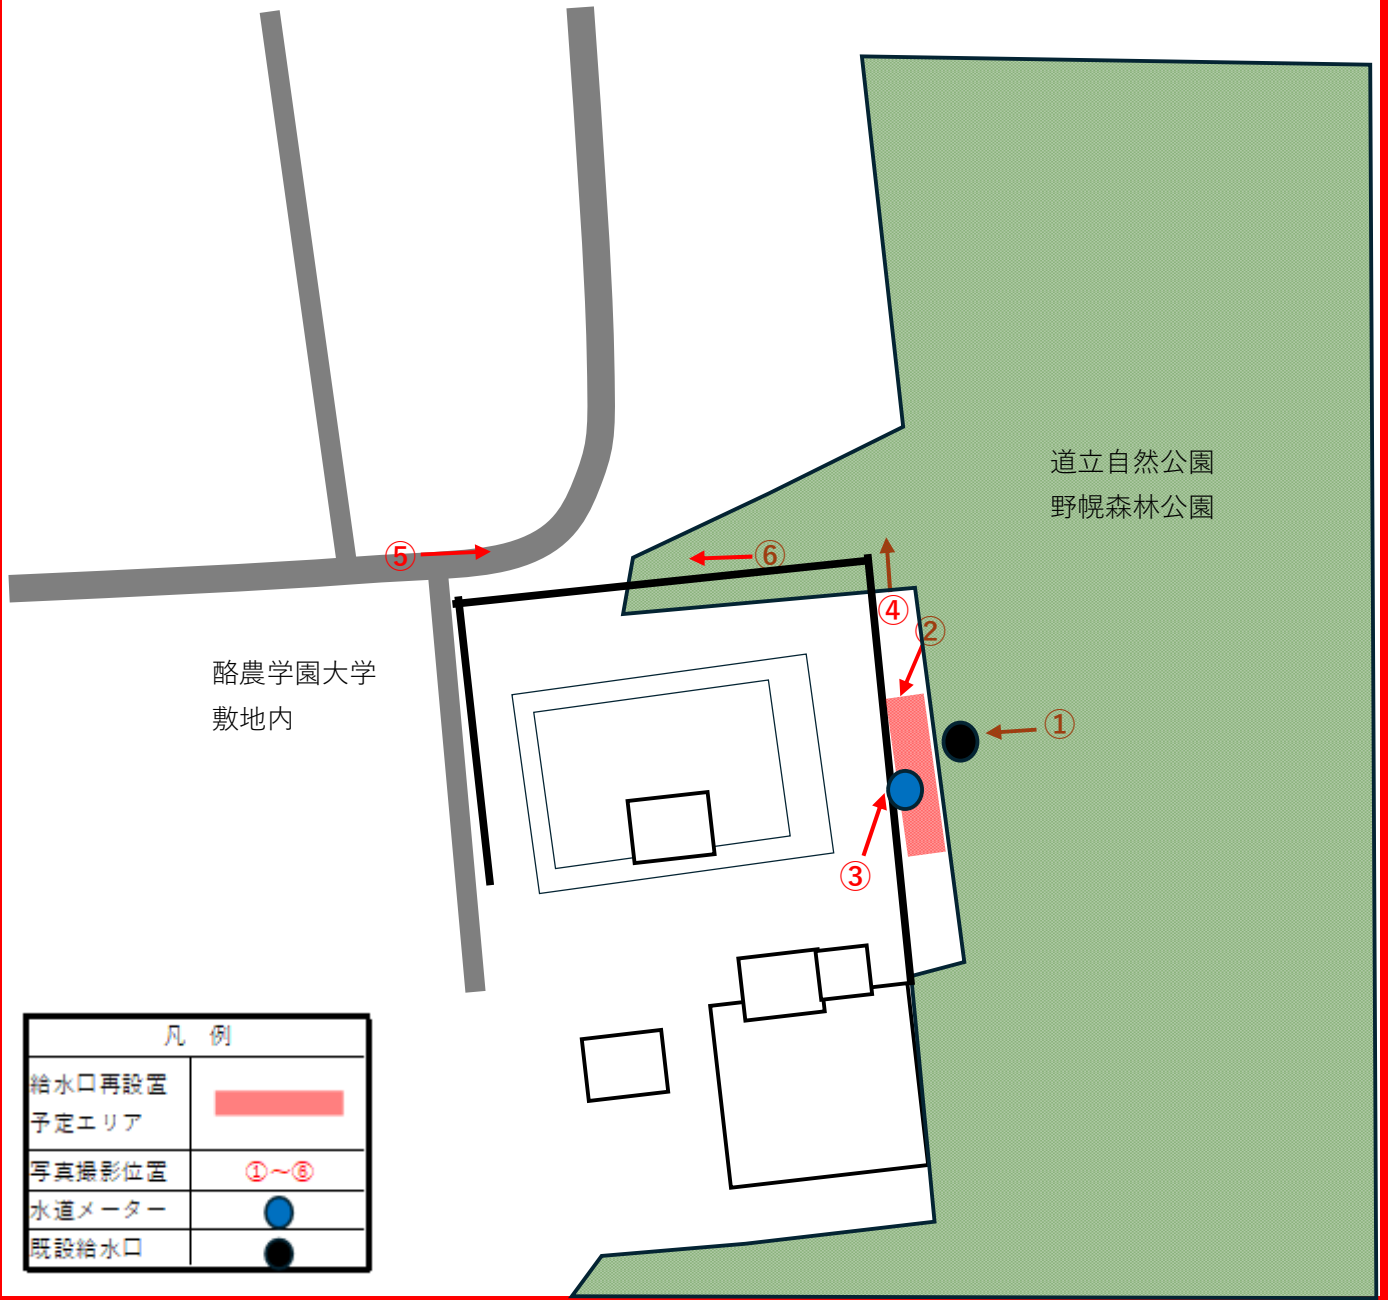 道立自然公園
野幌森林公園
⑤
⑥
④
②
酪農学園大学
敷地内
①
③
凡 例
給水口再設置
予定エリア
写真撮影位置 ①～⑥
水道メーター
既設給水口